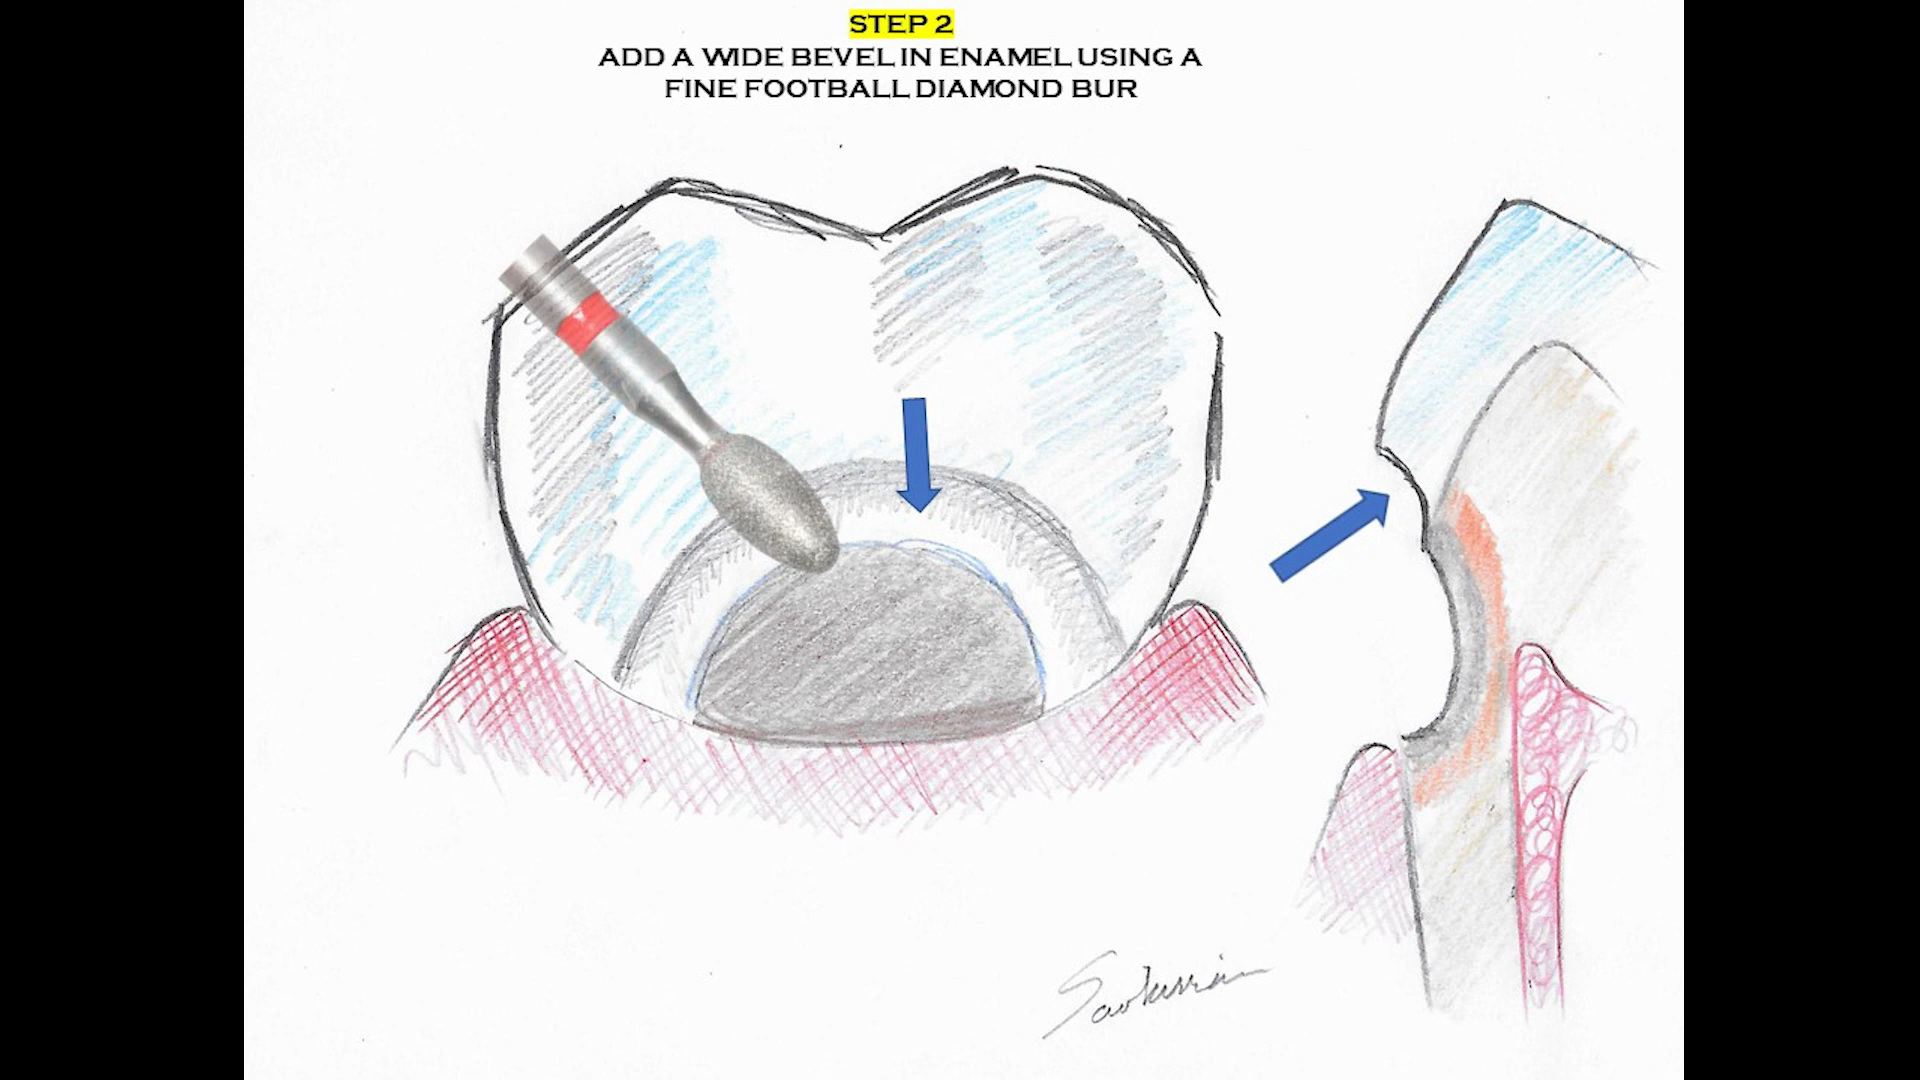 STEP 2
ADD A WIDE BEVEL IN ENAMEL USING A
FINE FOOTBALL DIAMOND BUR